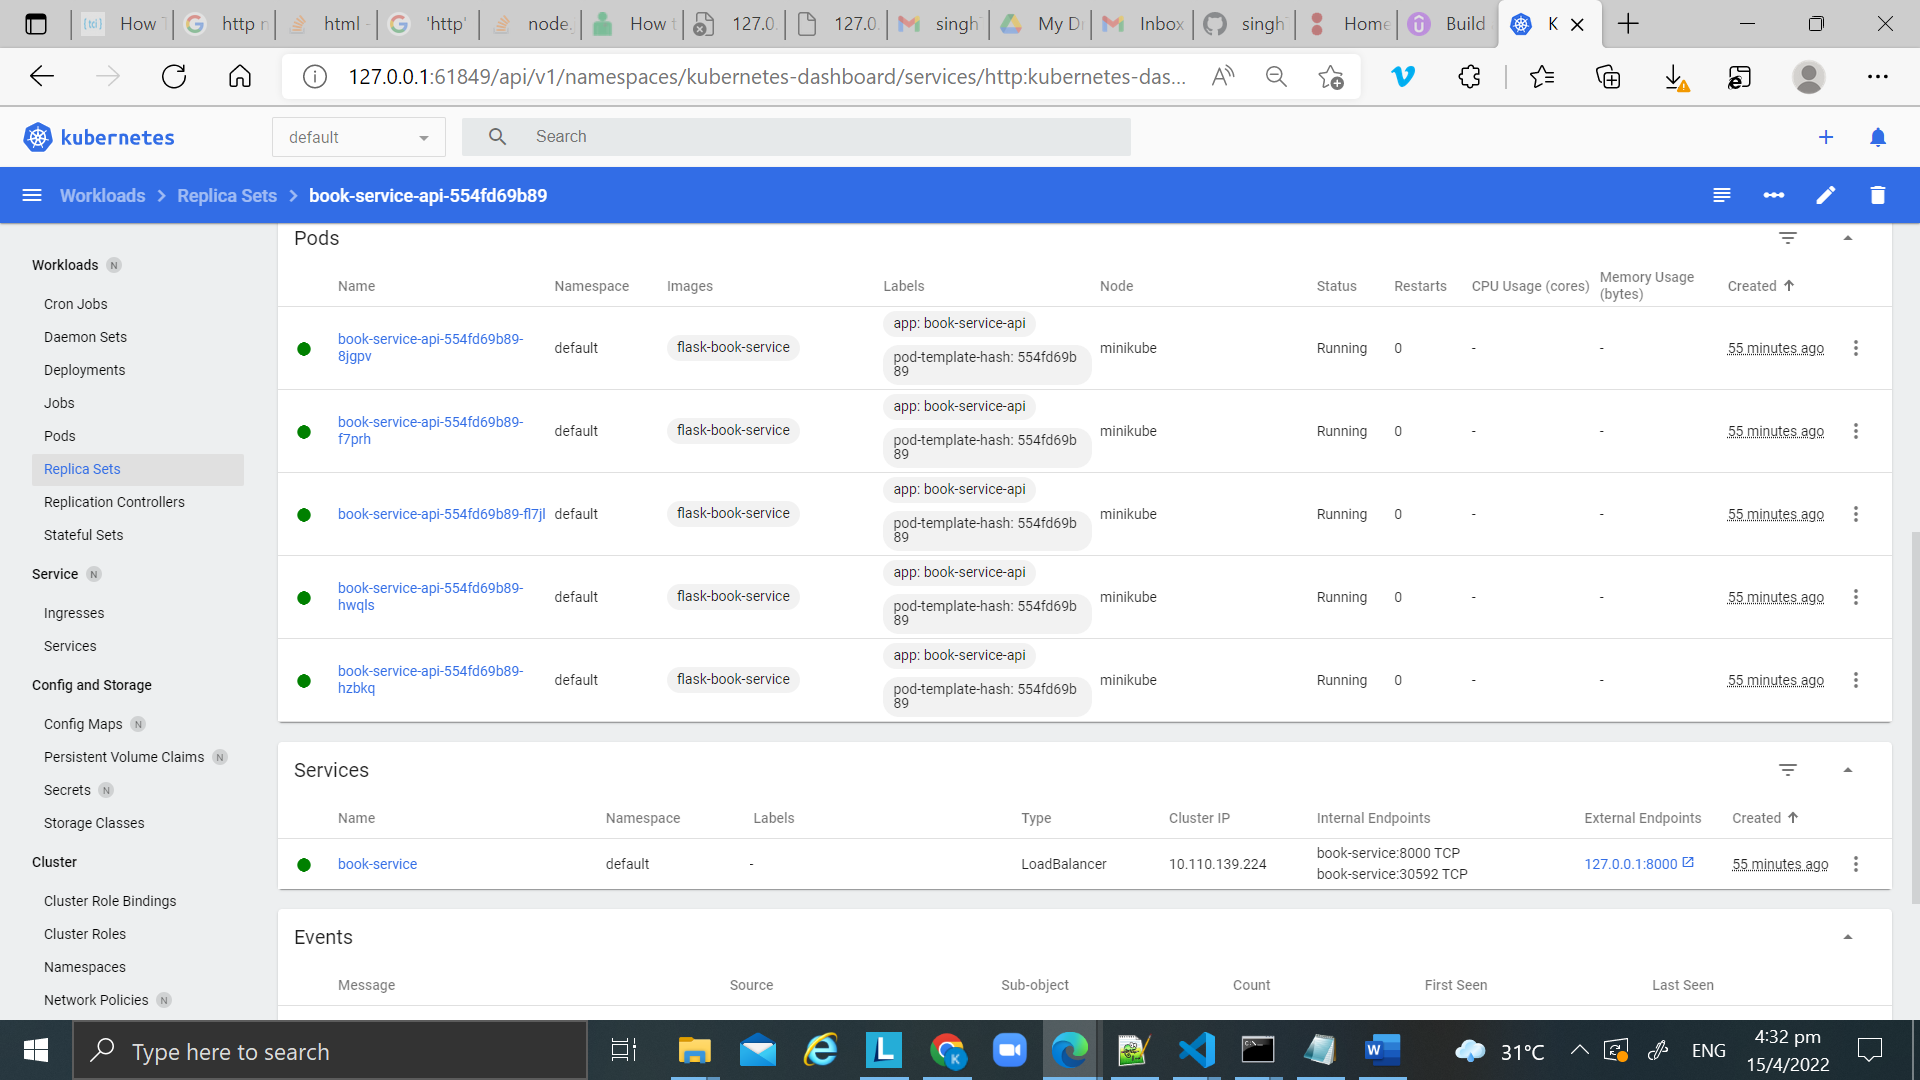 How T
http n
html -
'http'
node.
How t
127.0.
127.0.
singh
My Dr
Inbox
singh
Home
Build
K
127.0.0.1:61849/api/v1/namespaces/kubernetes-dashboard/services/http:kubernetes-das...
kubernetes
default
Search
Workloads
Replica Sets
book-service-api-554fd69b89
Workloads N
Cron Jobs
Daemon Sets
Deployments
Jobs
Pods
Replica Sets
Replication Controllers
Stateful Sets
Service N
Ingresses
Services
Config and Storage
Config Maps N
Persistent Volume Claims N
Secrets N
Storage Classes
Cluster
Cluster Role Bindings
Cluster Roles
Namespaces
Network Policies N
Pods
Name Namespace Images Labels Node Status Restarts CPU Usage (cores) Memory Usage (bytes) Created
book-service-api-554fd69b89-
8jgpv
default
flask-book-service
app: book-service-api
pod-template-hash: 554fd69b
89
minikube
Running
0
-
-
55 minutes ago
book-service-api-554fd69b89-
f7prh
default
flask-book-service
app: book-service-api
pod-template-hash: 554fd69b
89
minikube
Running
0
-
-
55 minutes ago
book-service-api-554fd69b89-fl7jl
default
flask-book-service
app: book-service-api
pod-template-hash: 554fd69b
89
minikube
Running
0
-
-
55 minutes ago
book-service-api-554fd69b89-
hwqls
default
flask-book-service
app: book-service-api
pod-template-hash: 554fd69b
89
minikube
Running
0
-
-
55 minutes ago
book-service-api-554fd69b89-
hzbkq
default
flask-book-service
app: book-service-api
pod-template-hash: 554fd69b
89
minikube
Running
0
-
-
55 minutes ago
Services
Name Namespace Labels Type Cluster IP Internal Endpoints External Endpoints Created
book-service
default
-
LoadBalancer
10.110.139.224
book-service:8000 TCP
book-service:30592 TCP
127.0.0.1:8000
55 minutes ago
Events
Message Source Sub-object Count First Seen Last Seen
Type here to search
31°C
ENG
4:32 pm
15/4/2022